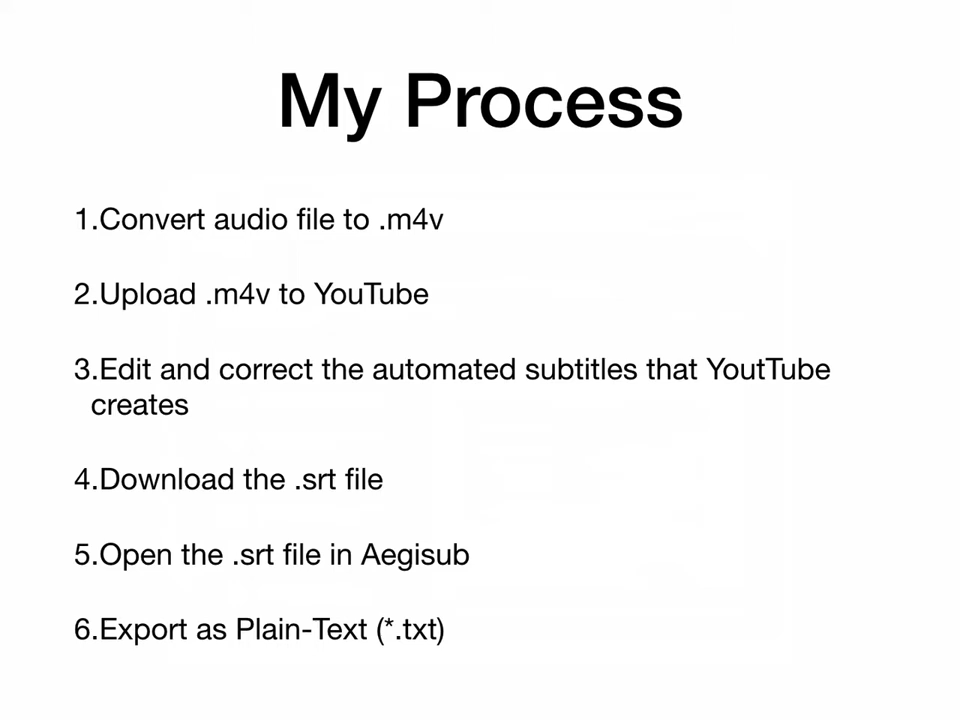 My Process
1.Convert audio file to .m4v
2.Upload .m4v to YouTube
3.Edit and correct the automated subtitles that YoutTube
creates
4.Download the .srt file
5.Open the .srt file in Aegisub
6.Export as Plain-Text (*.txt)